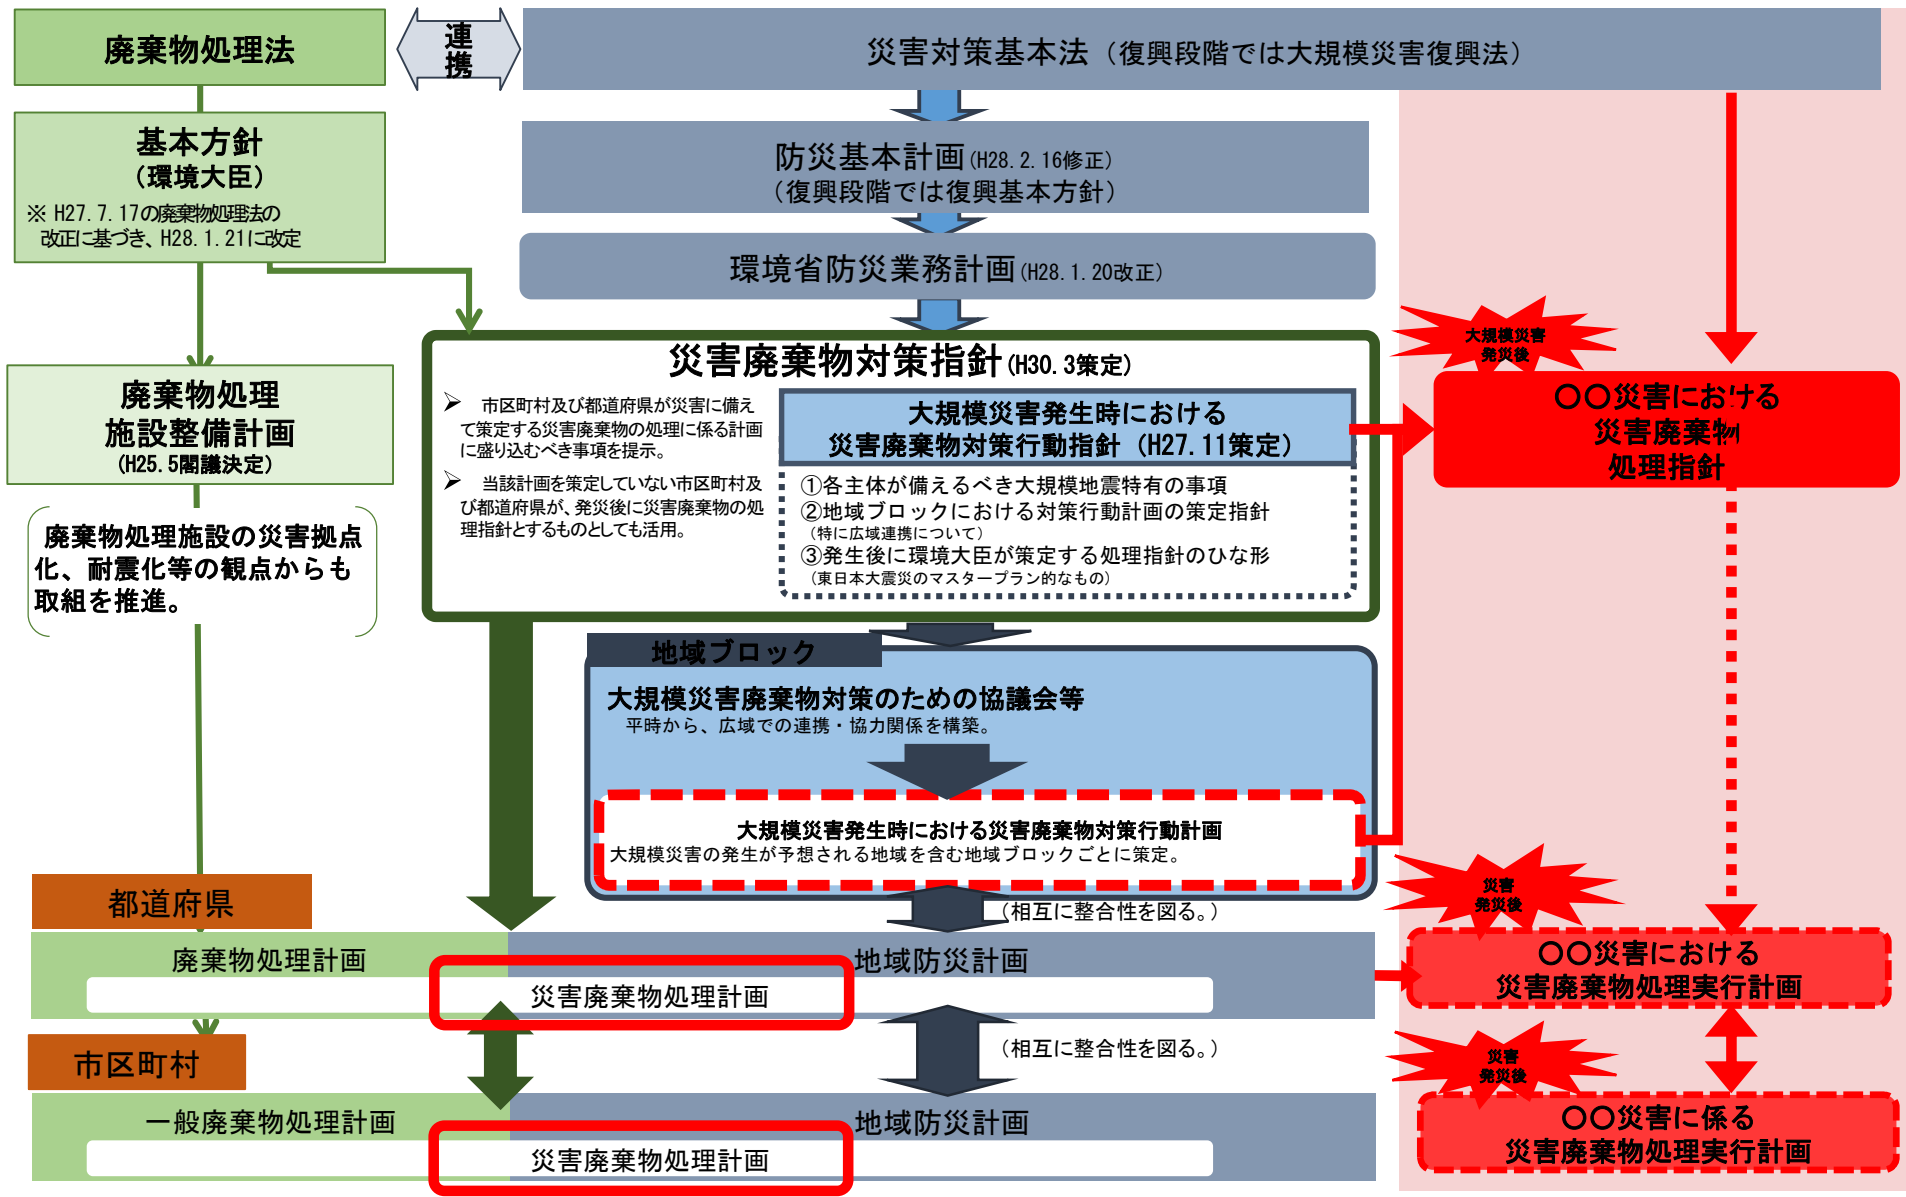 廃棄物処理法
連携
災害対策基本法（復興段階では大規模災害復興法）
基本方針
（環境大臣）
※ H27.7.17の廃棄物処理法の
改正に基づき、H28.1.21に改定
防災基本計画(H28.2.16修正)
（復興段階では復興基本方針）
環境省防災業務計画(H28.1.20改正)
廃棄物処理
施設整備計画
(H25.5閣議決定)
廃棄物処理施設の災害拠点
化、耐震化等の観点からも
取組を推進。
災害廃棄物対策指針(H30.3策定)
➢ 市区町村及び都道府県が災害に備え
て策定する災害廃棄物の処理に係る計画
に盛り込むべき事項を提示。
➢ 当該計画を策定していない市区町村及
び都道府県が、発災後に災害廃棄物の処
理指針とするものとしても活用。
大規模災害発生時における
災害廃棄物対策行動指針（H27.11策定）
①各主体が備えるべき大規模地震特有の事項
②地域ブロックにおける対策行動計画の策定指針
（特に広域連携について）
③発生後に環境大臣が策定する処理指針のひな形
（東日本大震災のマスタープラン的なもの）
大規模災害
発災後
〇〇災害における
災害廃棄物
処理指針
地域ブロック
大規模災害廃棄物対策のための協議会等
平時から、広域での連携・協力関係を構築。
大規模災害発生時における災害廃棄物対策行動計画
大規模災害の発生が予想される地域を含む地域ブロックごとに策定。
（相互に整合性を図る。）
都道府県
廃棄物処理計画
地域防災計画
災害廃棄物処理計画
災害
発災後
〇〇災害における
災害廃棄物処理実行計画
（相互に整合性を図る。）
市区町村
一般廃棄物処理計画
地域防災計画
災害廃棄物処理計画
災害
発災後
〇〇災害に係る
災害廃棄物処理実行計画